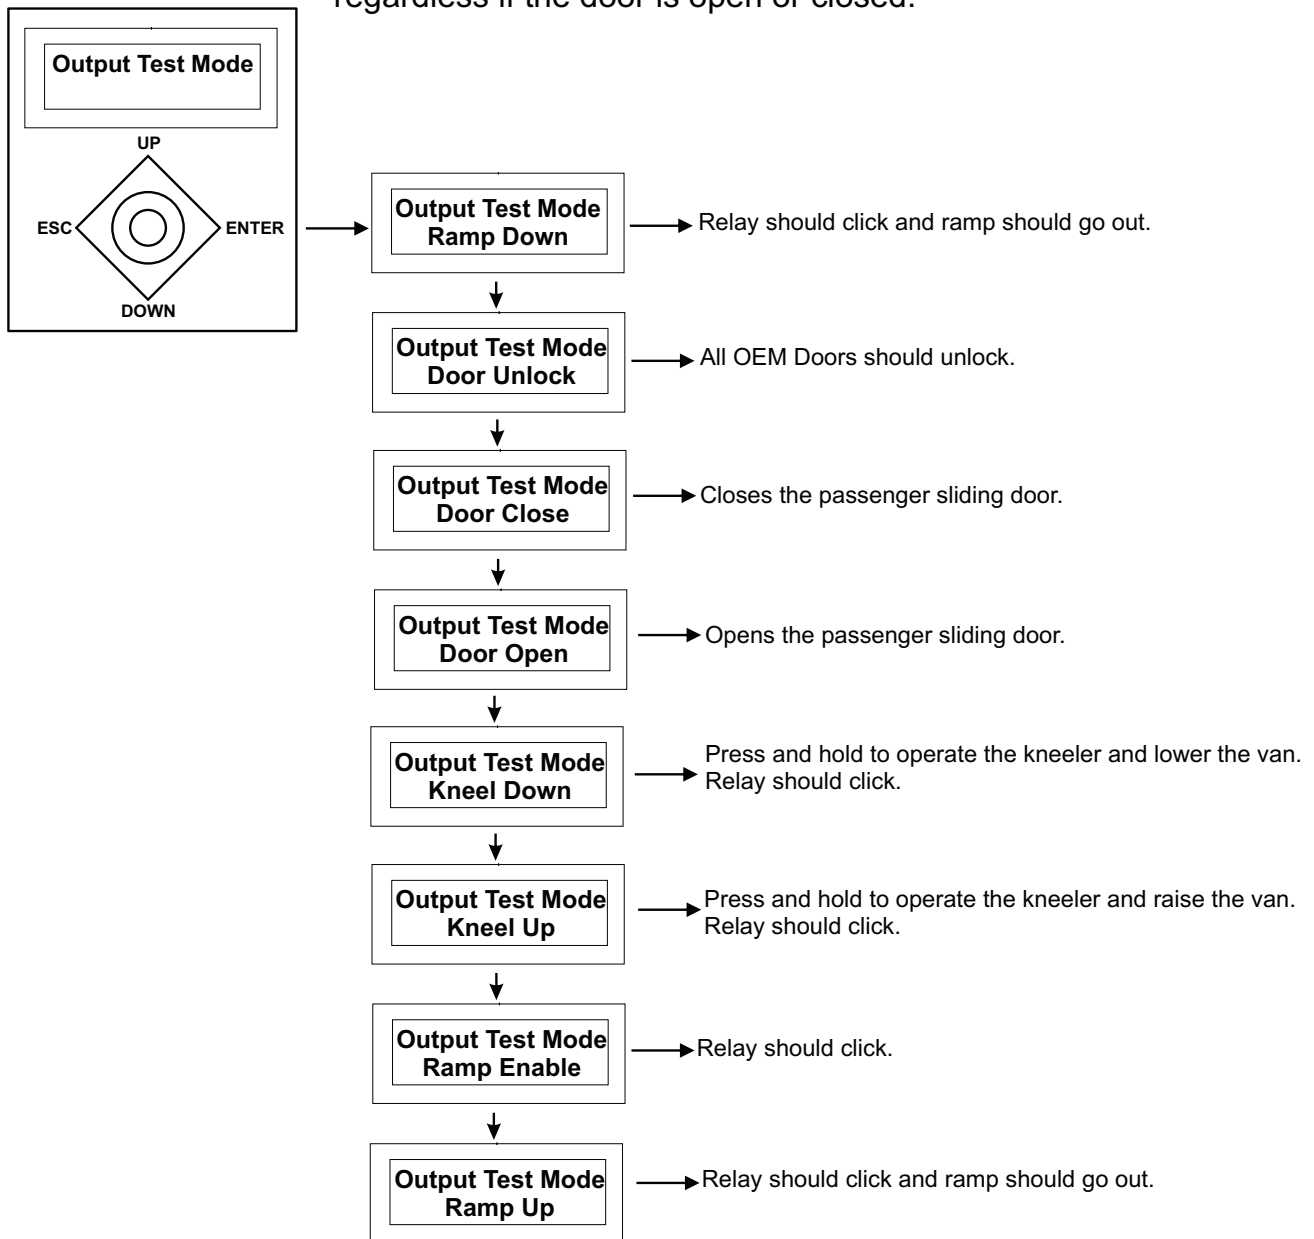 regardless if the door is open or closed.
Output Test Mode
UP
ESC
ENTER
DOWN
Output Test Mode
Ramp Down
Relay should click and ramp should go out.
Output Test Mode
Door Unlock
All OEM Doors should unlock.
Output Test Mode
Door Close
Closes the passenger sliding door.
Output Test Mode
Door Open
Opens the passenger sliding door.
Output Test Mode
Kneel Down
Press and hold to operate the kneeler and lower the van.
Relay should click.
Output Test Mode
Kneel Up
Press and hold to operate the kneeler and raise the van.
Relay should click.
Output Test Mode
Ramp Enable
Relay should click.
Output Test Mode
Ramp Up
Relay should click and ramp should go out.